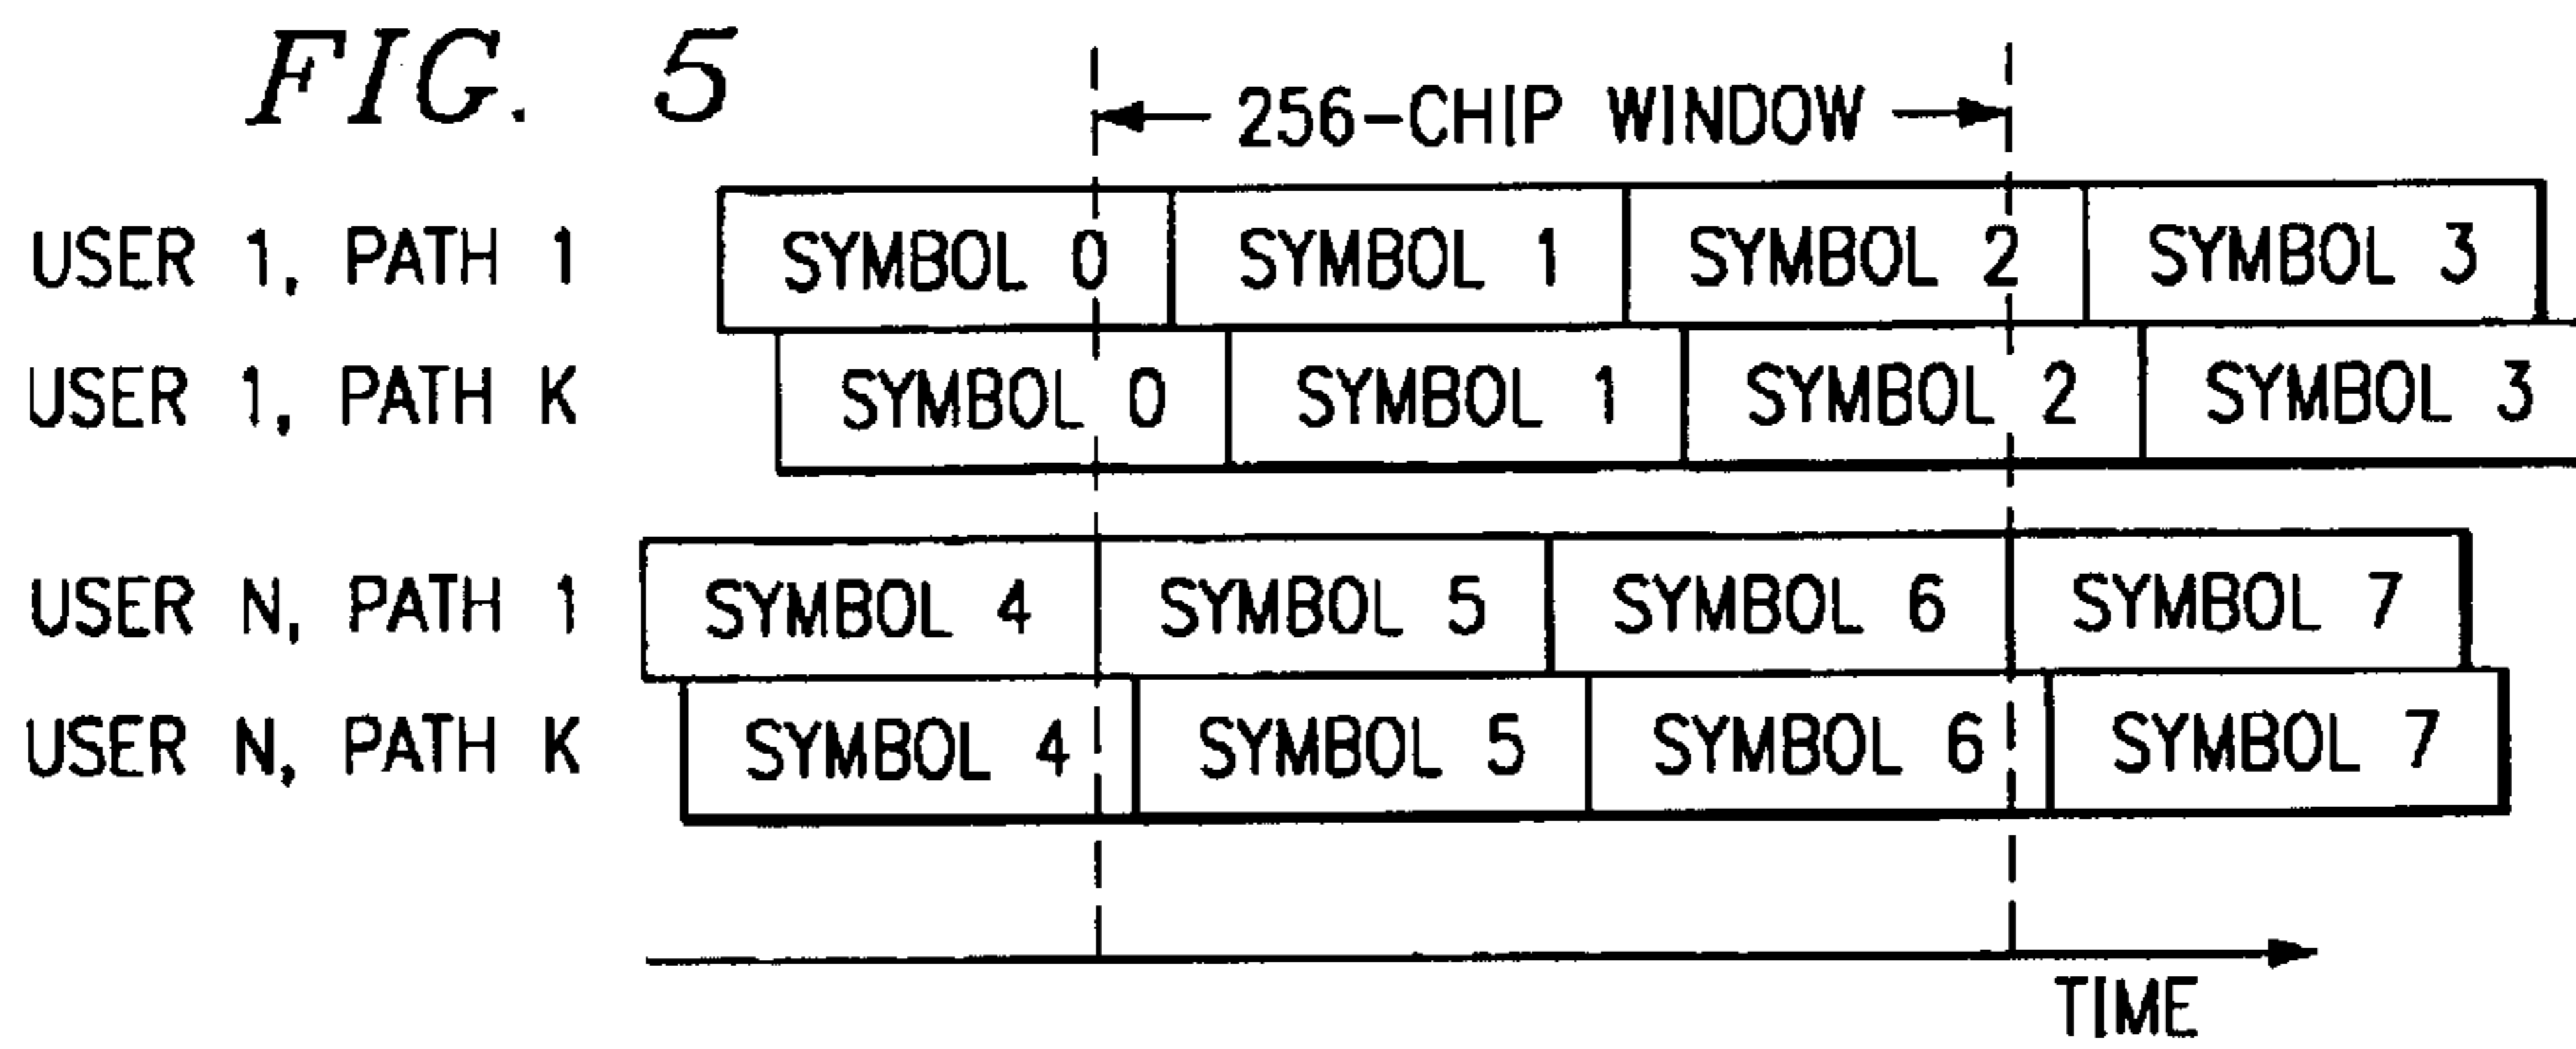 FIG. 5
256-CHIP WINDOW
USER 1, PATH 1 SYMBOL 0 SYMBOL 1 SYMBOL 2 SYMBOL 3
USER 1, PATH K SYMBOL 0 SYMBOL 1 SYMBOL 2 SYMBOL 3
USER N, PATH 1 SYMBOL 4 SYMBOL 5 SYMBOL 6 SYMBOL 7
USER N, PATH K SYMBOL 4 SYMBOL 5 SYMBOL 6 SYMBOL 7
TIME